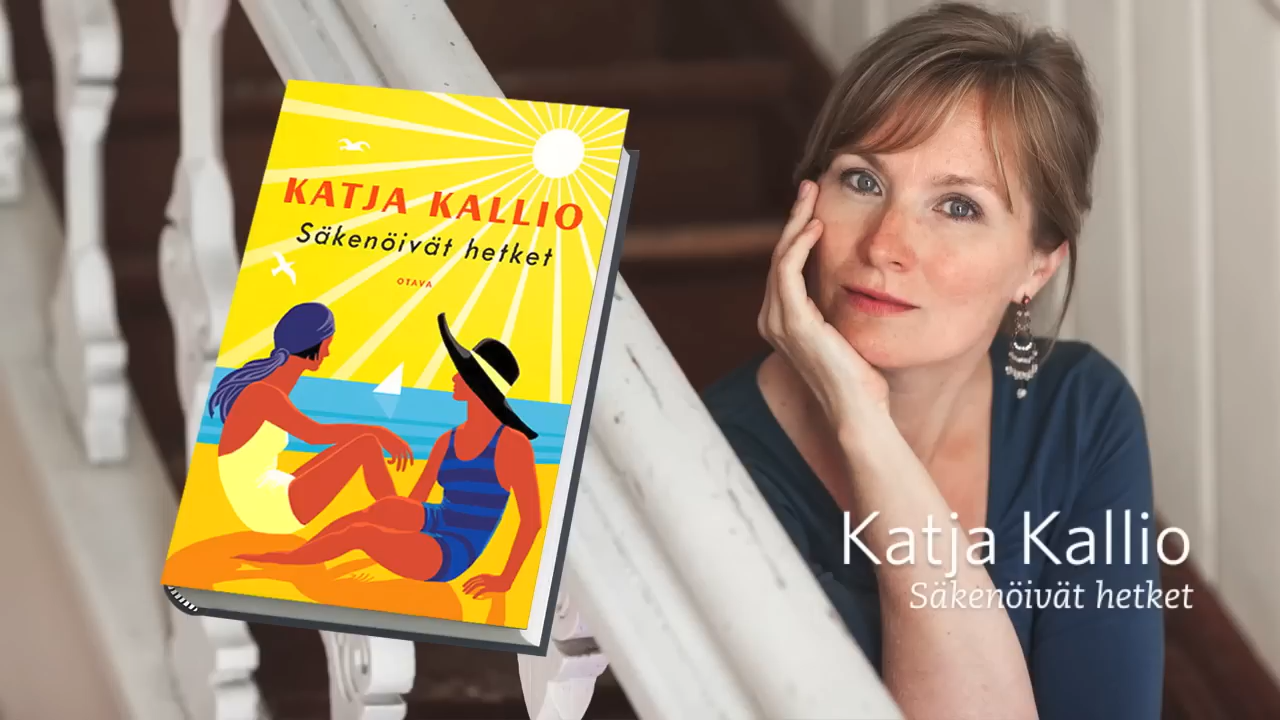 KATJA KALLIO
Säkenöivät hetket
OTAVA
Katja Kallio
Säkenöivät hetket